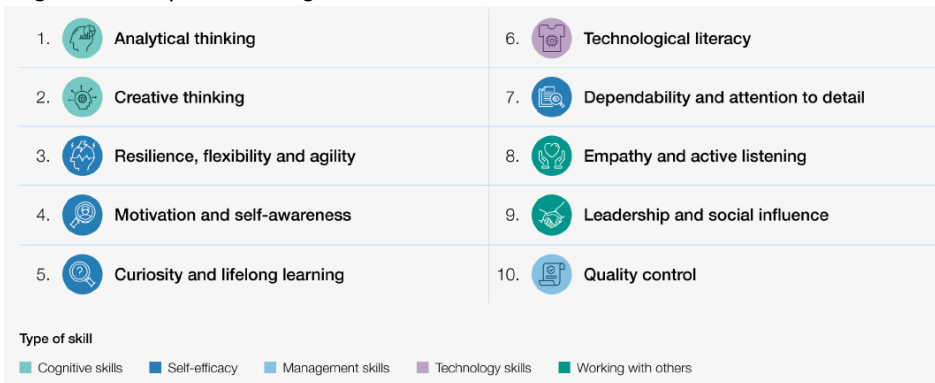 1. Analytical thinking
2. Creative thinking
3. Resilience, flexibility and agility
4. Motivation and self-awareness
5. Curiosity and lifelong learning
6. Technological literacy
7. Dependability and attention to detail
8. Empathy and active listening
9. Leadership and social influence
10. Quality control
Type of skill
Cognitive skills Self-efficacy Management skills Technology skills Working with others